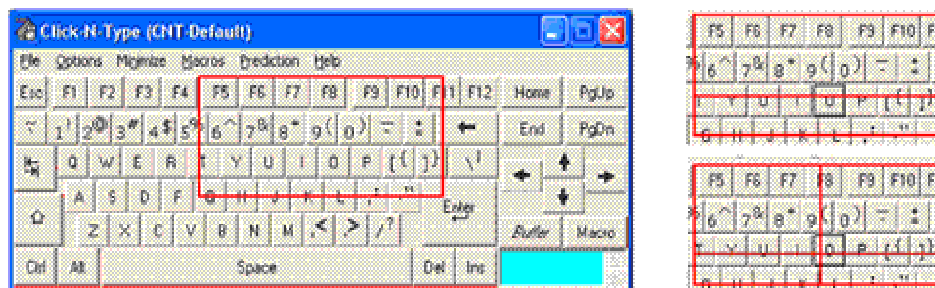 Click-N-Type (CNT-Default)
File Options Minimize Macros Prediction Help
Esc F1 F2 F3 F4 F5 F6 F7 F8 F9 F10 F11 F12 Home PgUp
~ 1! 2@ 3# 4$ 5% 6^ 7& 8* 9( 0) End PgDn
Q W E R T Y U I O P [{ ]} \|
A S D F G H J K L ; ' " Enter
Z X C V B N M ,< .> /? Buffer Macro
Ctrl Alt Space Del Ins
F5 F6 F7 F8 F9 F10 F
% 6^ 7& 8* 9( 0)
T Y U I O P [{ ]}
G H J K L ; ' "
F5 F6 F7 F8 F9 F10 F
% 6^ 7& 8* 9( 0)
T Y U I O P [{ ]}
G H J K L ; ' "